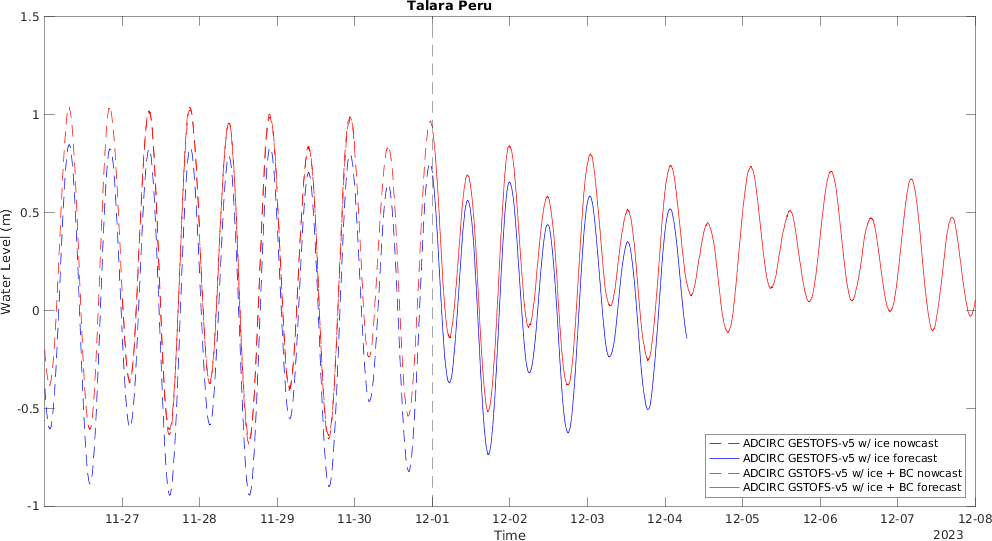 Talara Peru
1.5
1
0.5
0
-0.5
-1
Water Level (m)
11-27 11-28 11-29 11-30 12-01 12-02 12-03 12-04 12-05 12-06 12-07 12-08
Time
2023
ADCIRC GESTOFS-v5 w/ ice nowcast
ADCIRC GESTOFS-v5 w/ ice forecast
ADCIRC GSTOFS-v5 w/ ice + BC nowcast
ADCIRC GSTOFS-v5 w/ ice + BC forecast